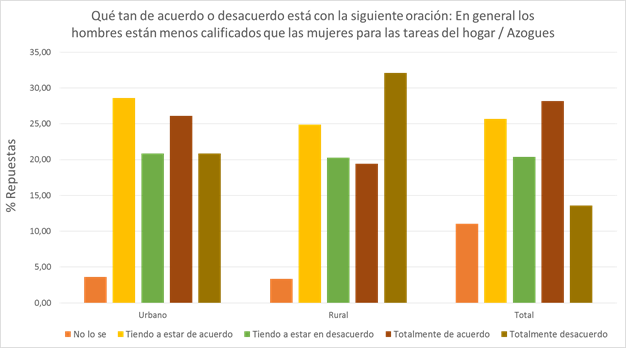 Qué tan de acuerdo o desacuerdo está con la siguiente oración: En general los
hombres están menos calificados que las mujeres para las tareas del hogar / Azogues
35,00
30,00
25,00
20,00
15,00
10,00
5,00
0,00
% Repuestas
Urbano Rural Total
No lo se Tiendo a estar de acuerdo Tiendo a estar en desacuerdo Totalmente de acuerdo Totalmente desacuerdo